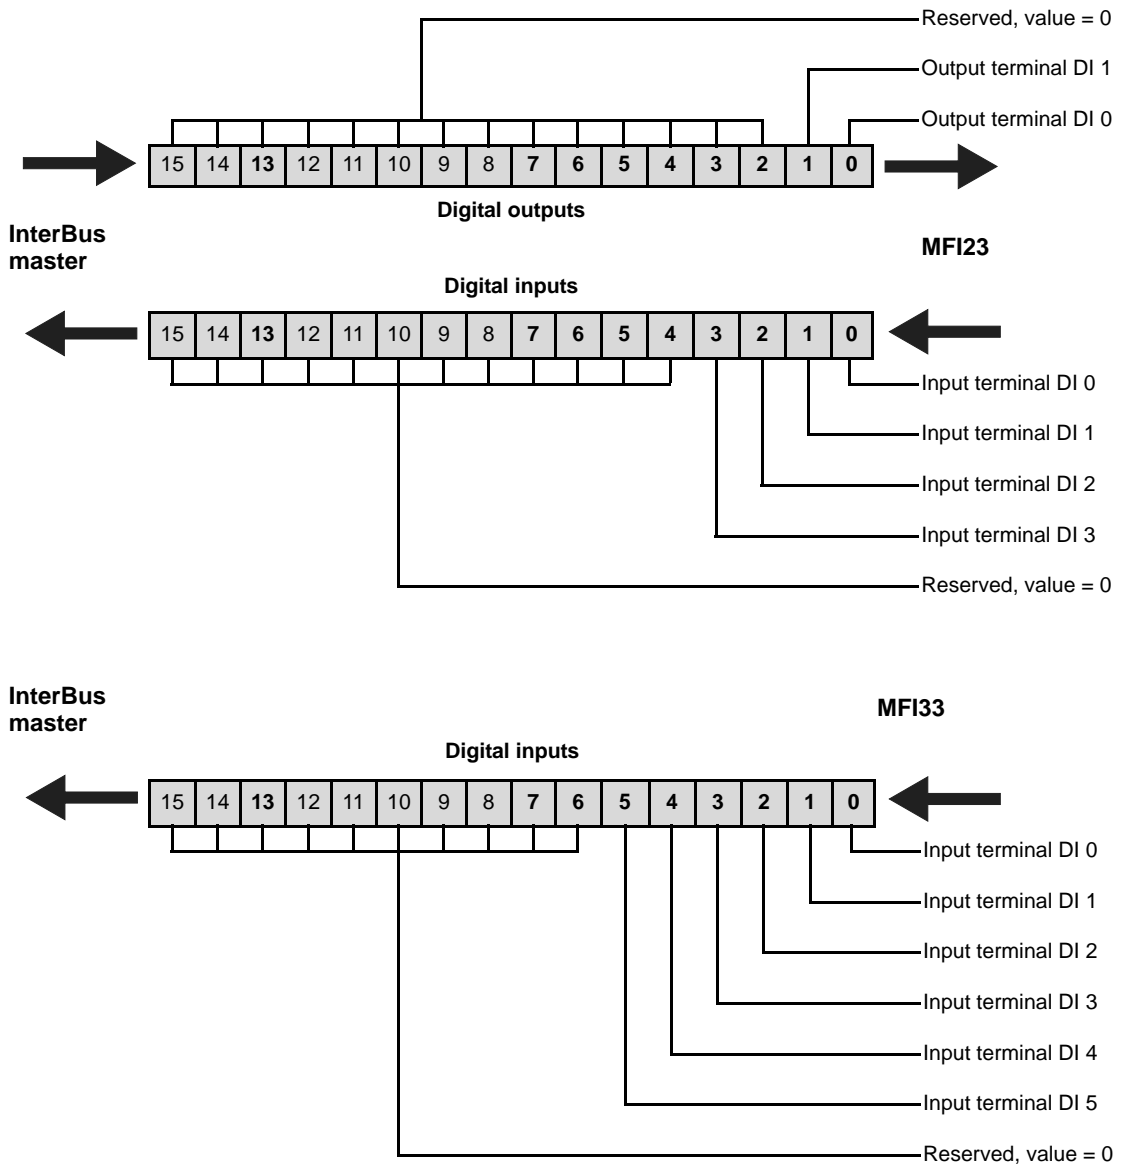 Reserved, value = 0
Output terminal DI 1
Output terminal DI 0
15 14 13 12 11 10 9 8 7 6 5 4 3 2 1 0
Digital outputs
InterBus
master
MFI23
Digital inputs
15 14 13 12 11 10 9 8 7 6 5 4 3 2 1 0
Input terminal DI 0
Input terminal DI 1
Input terminal DI 2
Input terminal DI 3
Reserved, value = 0
InterBus
master
MFI33
Digital inputs
15 14 13 12 11 10 9 8 7 6 5 4 3 2 1 0
Input terminal DI 0
Input terminal DI 1
Input terminal DI 2
Input terminal DI 3
Input terminal DI 4
Input terminal DI 5
Reserved, value = 0